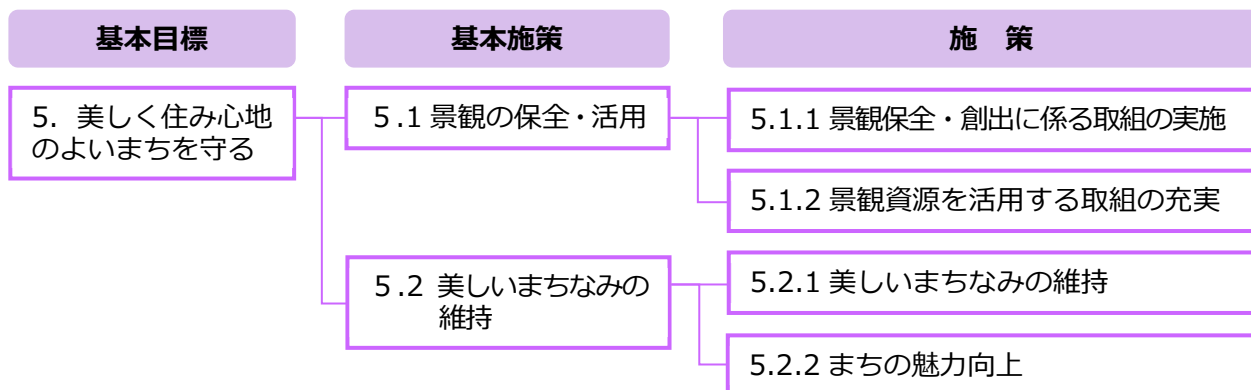 基本目標
基本施策
施 策
5. 美しく住み心地
のよいまちを守る
5.1 景観の保全・活用
5.1.1 景観保全・創出に係る取組の実施
5.1.2 景観資源を活用する取組の充実
5.2 美しいまちなみの
維持
5.2.1 美しいまちなみの維持
5.2.2 まちの魅力向上